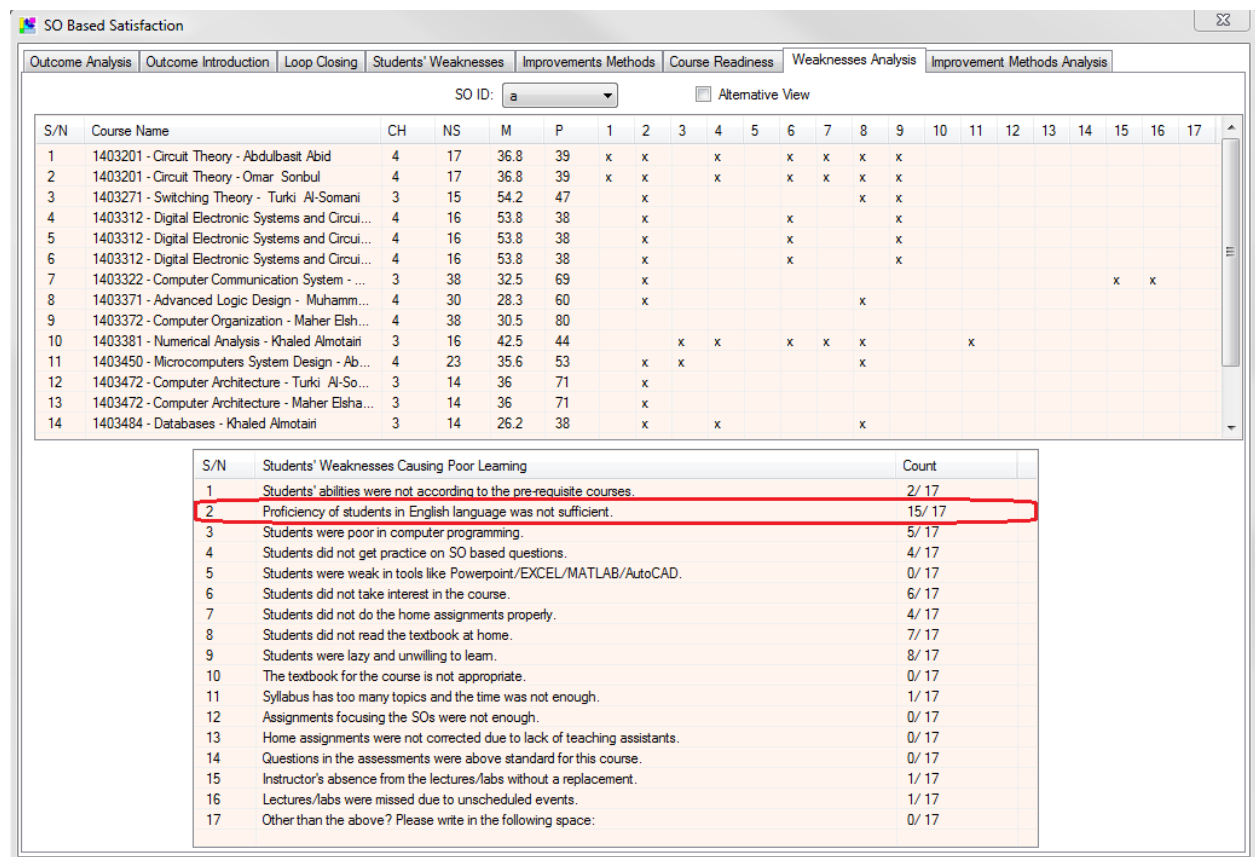 SO Based Satisfaction
Outcome Analysis Outcome Introduction Loop Closing Students' Weaknesses Improvements Methods Course Readiness Weaknesses Analysis Improvement Methods Analysis
SO ID: a Alternative View
S/N Course Name CH NS M P 1 2 3 4 5 6 7 8 9 10 11 12 13 14 15 16 17
1 1403201 - Circuit Theory - Abdulbasit Abid 4 17 36.8 39 x x x x x x x
2 1403201 - Circuit Theory - Omar Sonbul 4 17 36.8 39 x x x x x x x
3 1403271 - Switching Theory - Turki Al-Somani 3 15 54.2 47 x x x
4 1403312 - Digital Electronic Systems and Circui... 4 16 53.8 38 x x x
5 1403312 - Digital Electronic Systems and Circui... 4 16 53.8 38 x x x
6 1403312 - Digital Electronic Systems and Circui... 4 16 53.8 38 x x x
7 1403322 - Computer Communication System - ... 3 38 32.5 69 x x x
8 1403371 - Advanced Logic Design - Muhamm... 4 30 28.3 60 x x
9 1403372 - Computer Organization - Maher Elsh... 4 38 30.5 80
10 1403381 - Numerical Analysis - Khaled Almotairi 3 16 42.5 44 x x x x x x
11 1403450 - Microcomputers System Design - Ab... 4 23 35.6 53 x x x
12 1403472 - Computer Architecture - Turki Al-So... 3 14 36 71 x
13 1403472 - Computer Architecture - Maher Elsha... 3 14 36 71 x
14 1403484 - Databases - Khaled Almotairi 3 14 26.2 38 x x x
S/N Students' Weaknesses Causing Poor Learning Count
1 Students' abilities were not according to the pre-requisite courses. 2/ 17
2 Proficiency of students in English language was not sufficient. 15/ 17
3 Students were poor in computer programming. 5/ 17
4 Students did not get practice on SO based questions. 4/ 17
5 Students were weak in tools like Powerpoint/EXCEL/MATLAB/AutoCAD. 0/ 17
6 Students did not take interest in the course. 6/ 17
7 Students did not do the home assignments properly. 4/ 17
8 Students did not read the textbook at home. 7/ 17
9 Students were lazy and unwilling to learn. 8/ 17
10 The textbook for the course is not appropriate. 0/ 17
11 Syllabus has too many topics and the time was not enough. 1/ 17
12 Assignments focusing the SOs were not enough. 0/ 17
13 Home assignments were not corrected due to lack of teaching assistants. 0/ 17
14 Questions in the assessments were above standard for this course. 0/ 17
15 Instructor's absence from the lectures/labs without a replacement. 1/ 17
16 Lectures/labs were missed due to unscheduled events. 1/ 17
17 Other than the above? Please write in the following space: 0/ 17